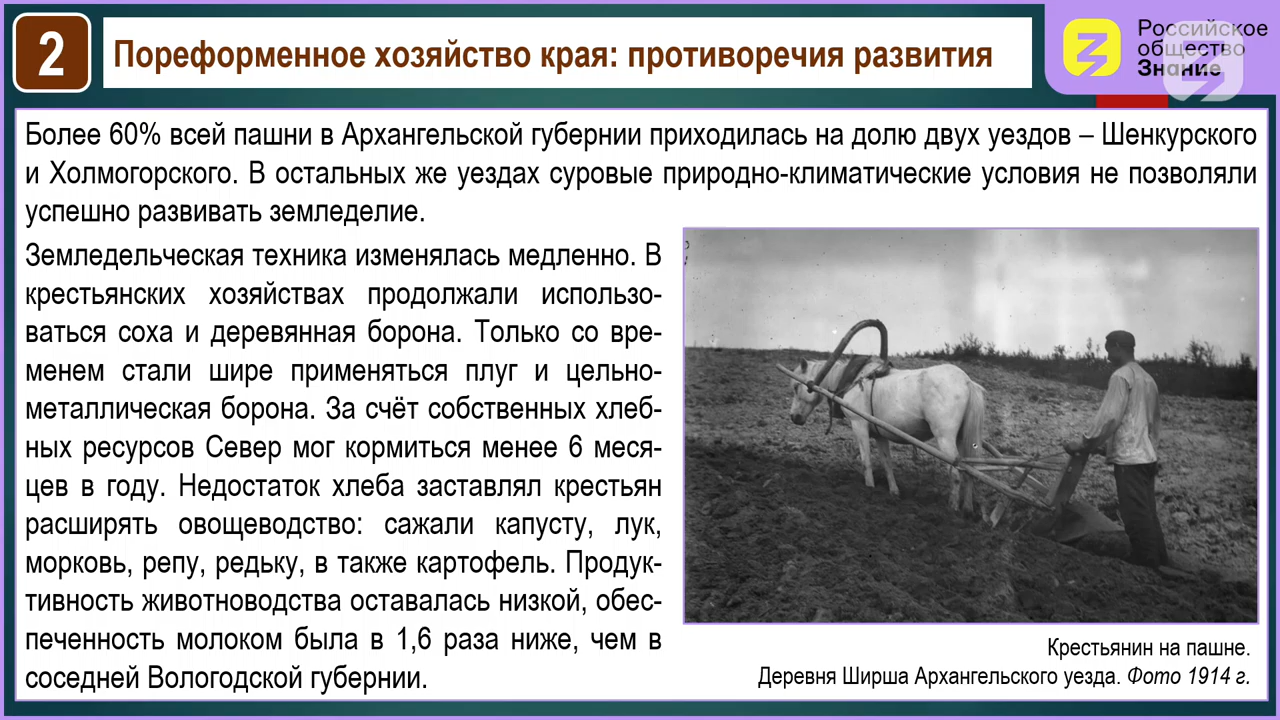 2
Пореформенное хозяйство края: противоречия развития
Российское
общество
Знание
Более 60% всей пашни в Архангельской губернии приходилась на долю двух уездов – Шенкурского
и Холмогорского. В остальных же уездах суровые природно-климатические условия не позволяли
успешно развивать земледелие.
Земледельческая техника изменялась медленно. В
крестьянских хозяйствах продолжали использо-
ваться соха и деревянная борона. Только со вре-
менем стали шире применяться плуг и цельно-
металлическая борона. За счёт собственных хлеб-
ных ресурсов Север мог кормиться менее 6 меся-
цев в году. Недостаток хлеба заставлял крестьян
расширять овощеводство: сажали капусту, лук,
морковь, репу, редьку, в также картофель. Продук-
тивность животноводства оставалась низкой, обес-
печенность молоком была в 1,6 раза ниже, чем в
соседней Вологодской губернии.
Крестьянин на пашне.
Деревня Ширша Архангельского уезда. Фото 1914 г.